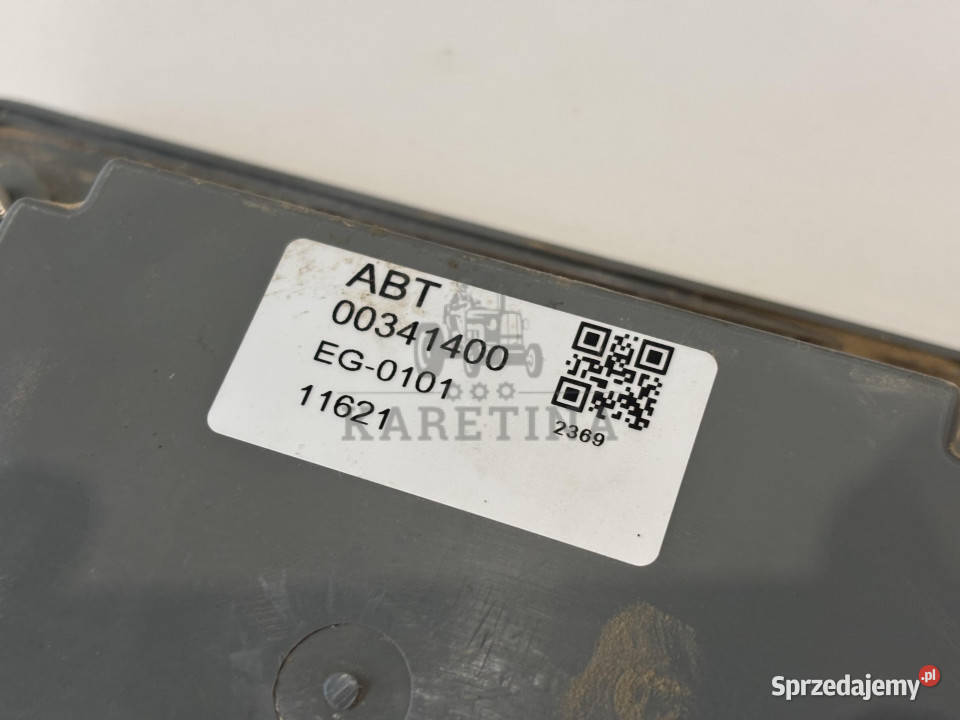 ABT
00341400
EG-0101
11621
2369
KARETINA
Sprzedajemy.pl